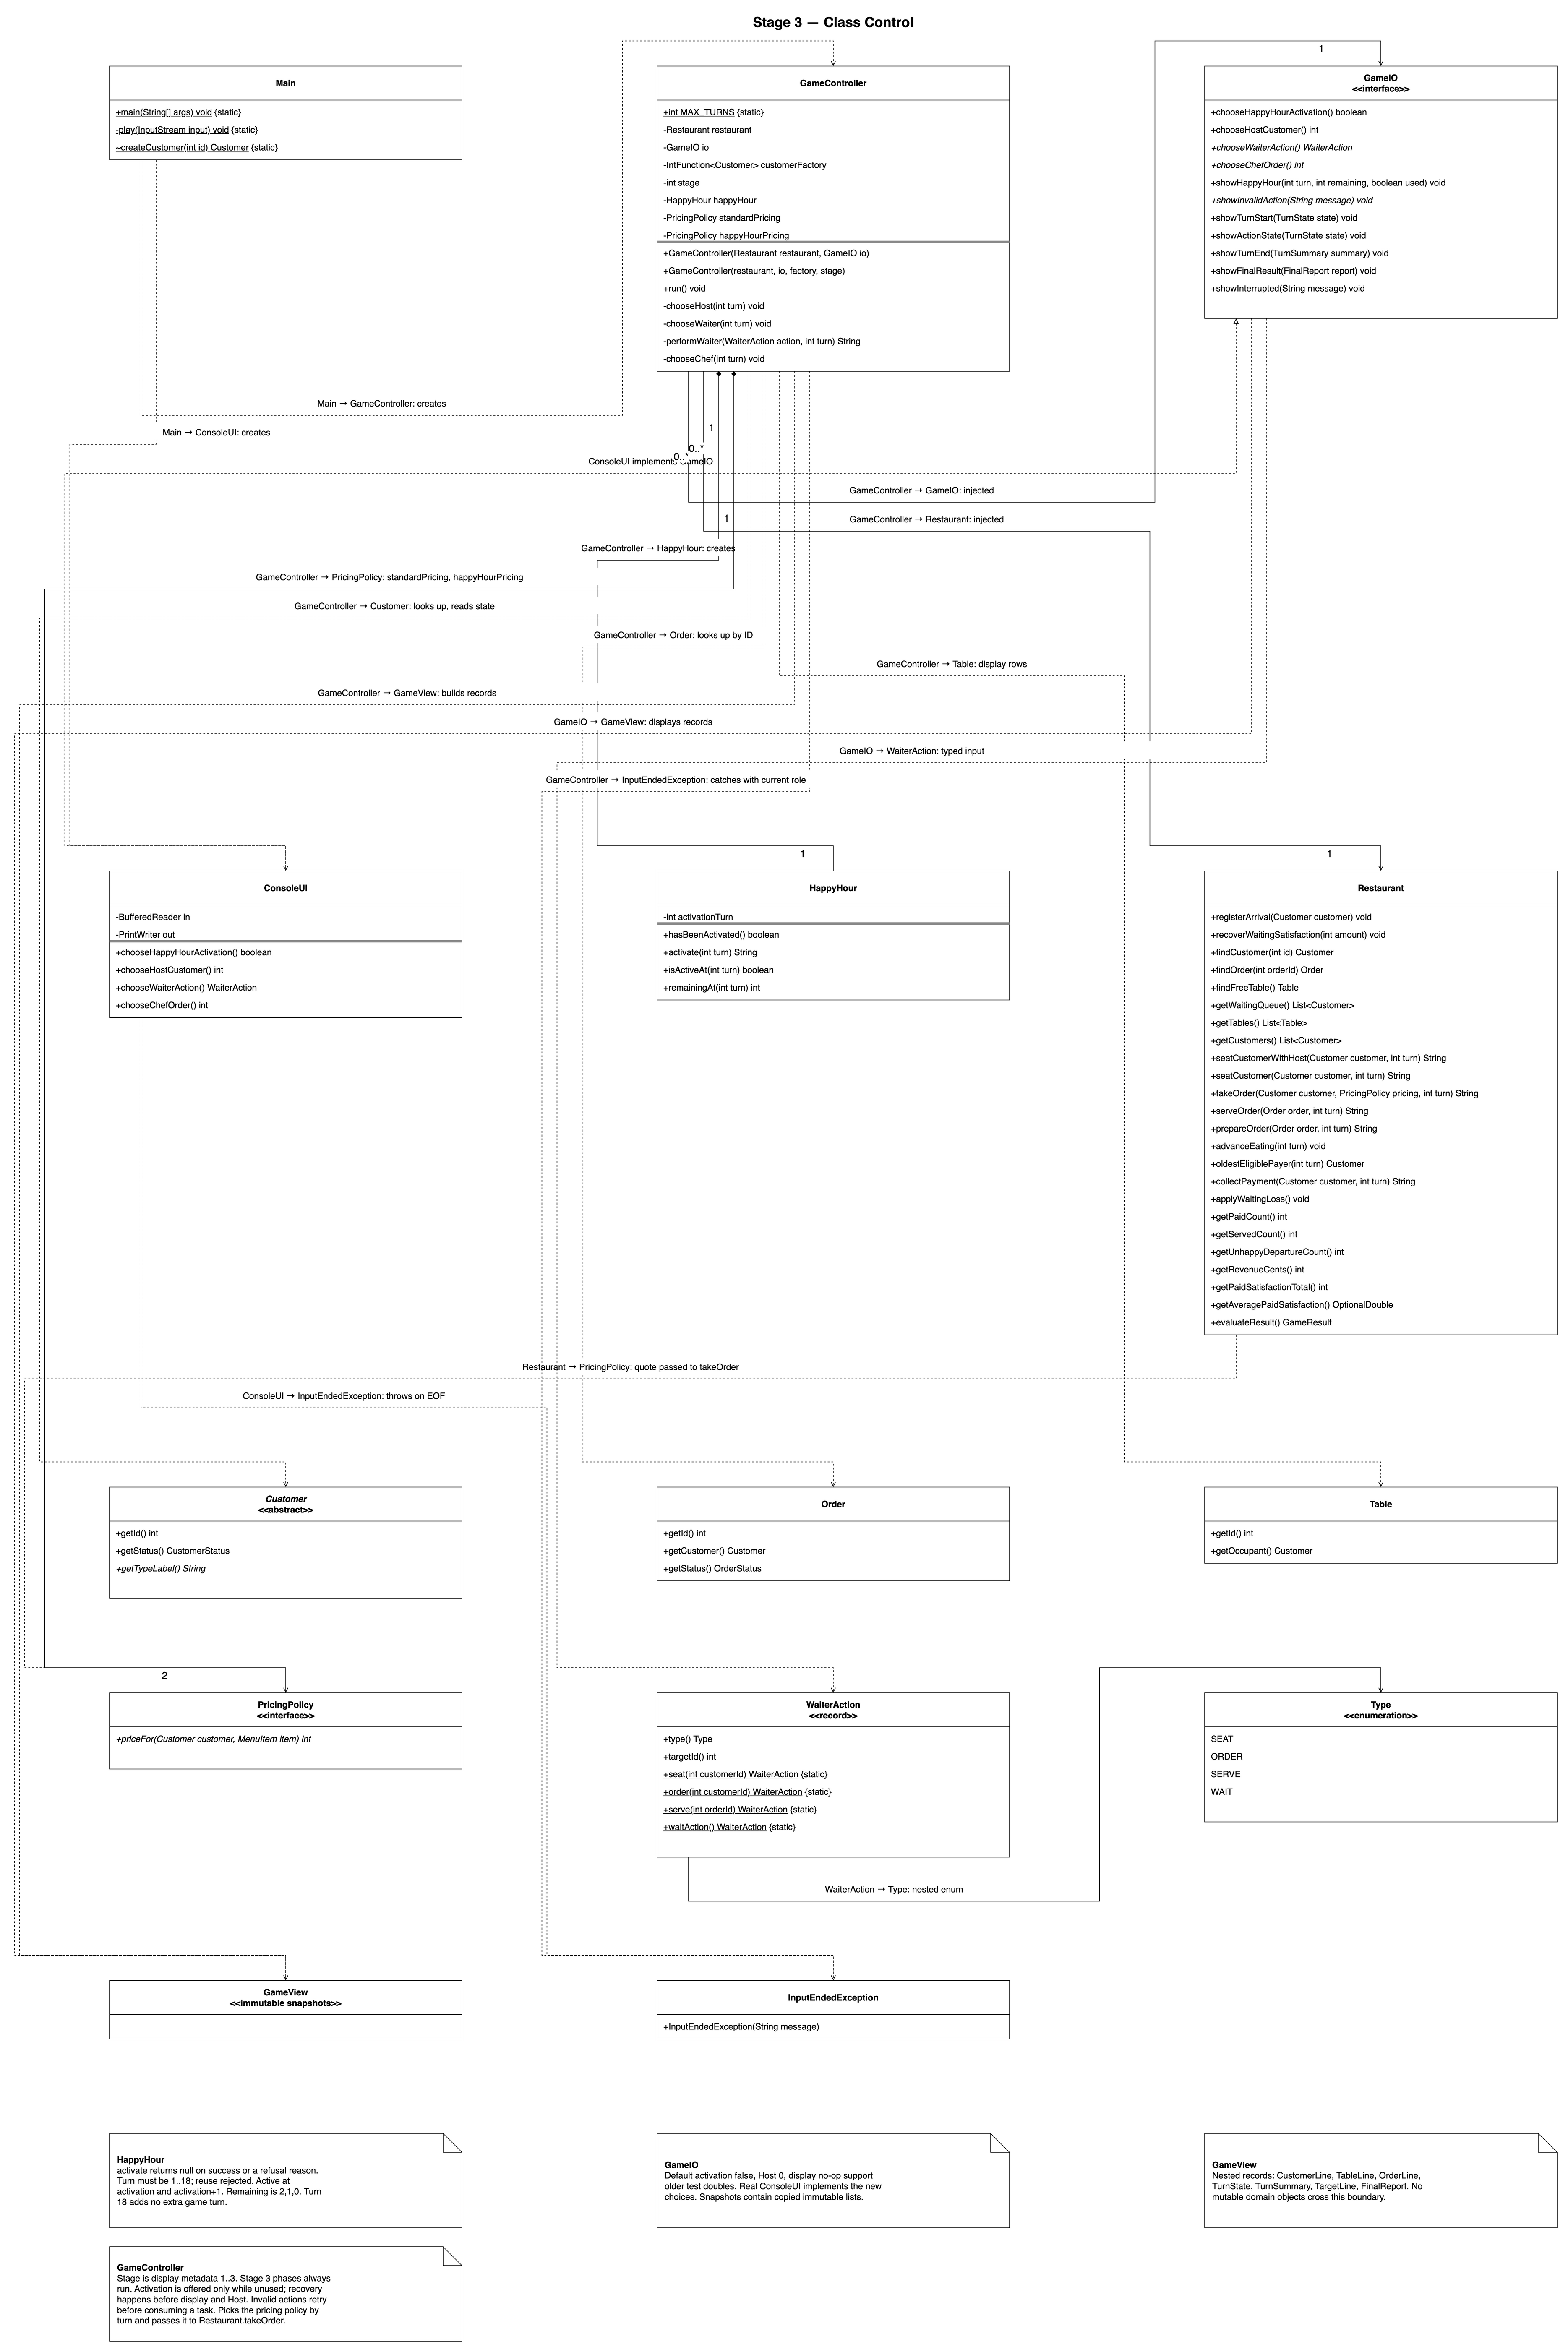 Stage 3 — Class Control
Main
+main(String[] args) void {static}
-play(InputStream input) void {static}
~createCustomer(int id) Customer {static}
GameController
+int MAX_TURNS {static}
-Restaurant restaurant
-GameIO io
-IntFunction<Customer> customerFactory
-int stage
-HappyHour happyHour
-PricingPolicy standardPricing
-PricingPolicy happyHourPricing
+GameController(Restaurant restaurant, GameIO io)
+GameController(restaurant, io, factory, stage)
+run() void
-chooseHost(int turn) void
-chooseWaiter(int turn) void
-performWaiter(WaiterAction action, int turn) String
-chooseChef(int turn) void
1
GameIO
<<interface>>
+chooseHappyHourActivation() boolean
+chooseHostCustomer() int
+chooseWaiterAction() WaiterAction
+chooseChefOrder() int
+showHappyHour(int turn, int remaining, boolean used) void
+showInvalidAction(String message) void
+showTurnStart(TurnState state) void
+showActionState(TurnState state) void
+showTurnEnd(TurnSummary summary) void
+showFinalResult(FinalReport report) void
+showInterrupted(String message) void
Main → GameController: creates
Main → ConsoleUI: creates
1
0..*
0..*
ConsoleUI implements GameIO
GameController → GameIO: injected
1
GameController → Restaurant: injected
GameController → HappyHour: creates
GameController → PricingPolicy: standardPricing, happyHourPricing
GameController → Customer: looks up, reads state
GameController → Order: looks up by ID
GameController → Table: display rows
GameController → GameView: builds records
GameIO → GameView: displays records
GameIO → WaiterAction: typed input
GameController → InputEndedException: catches with current role
ConsoleUI
-BufferedReader in
-PrintWriter out
+chooseHappyHourActivation() boolean
+chooseHostCustomer() int
+chooseWaiterAction() WaiterAction
+chooseChefOrder() int
1
HappyHour
-int activationTurn
+hasBeenActivated() boolean
+activate(int turn) String
+isActiveAt(int turn) boolean
+remainingAt(int turn) int
1
Restaurant
+registerArrival(Customer customer) void
+recoverWaitingSatisfaction(int amount) void
+findCustomer(int id) Customer
+findOrder(int orderId) Order
+findFreeTable() Table
+getWaitingQueue() List<Customer>
+getTables() List<Table>
+getCustomers() List<Customer>
+seatCustomerWithHost(Customer customer, int turn) String
+seatCustomer(Customer customer, int turn) String
+takeOrder(Customer customer, PricingPolicy pricing, int turn) String
+serveOrder(Order order, int turn) String
+prepareOrder(Order order, int turn) String
+advanceEating(int turn) void
+oldestEligiblePayer(int turn) Customer
+collectPayment(Customer customer, int turn) String
+applyWaitingLoss() void
+getPaidCount() int
+getServedCount() int
+getUnhappyDepartureCount() int
+getRevenueCents() int
+getPaidSatisfactionTotal() int
+getAveragePaidSatisfaction() OptionalDouble
+evaluateResult() GameResult
Restaurant → PricingPolicy: quote passed to takeOrder
ConsoleUI → InputEndedException: throws on EOF
Customer
<<abstract>>
+getId() int
+getStatus() CustomerStatus
+getTypeLabel() String
Order
+getId() int
+getCustomer() Customer
+getStatus() OrderStatus
Table
+getId() int
+getOccupant() Customer
2
PricingPolicy
<<interface>>
+priceFor(Customer customer, MenuItem item) int
WaiterAction
<<record>>
+type() Type
+targetId() int
+seat(int customerId) WaiterAction {static}
+order(int customerId) WaiterAction {static}
+serve(int orderId) WaiterAction {static}
+waitAction() WaiterAction {static}
Type
<<enumeration>>
SEAT
ORDER
SERVE
WAIT
WaiterAction → Type: nested enum
GameView
<<immutable snapshots>>
InputEndedException
+InputEndedException(String message)
HappyHour
activate returns null on success or a refusal reason.
Turn must be 1..18; reuse rejected. Active at
activation and activation+1. Remaining is 2,1,0. Turn
18 adds no extra game turn.
GameIO
Default activation false, Host 0, display no-op support
older test doubles. Real ConsoleUI implements the new
choices. Snapshots contain copied immutable lists.
GameView
Nested records: CustomerLine, TableLine, OrderLine,
TurnState, TurnSummary, TargetLine, FinalReport. No
mutable domain objects cross this boundary.
GameController
Stage is display metadata 1..3. Stage 3 phases always
run. Activation is offered only while unused; recovery
happens before display and Host. Invalid actions retry
before consuming a task. Picks the pricing policy by
turn and passes it to Restaurant.takeOrder.